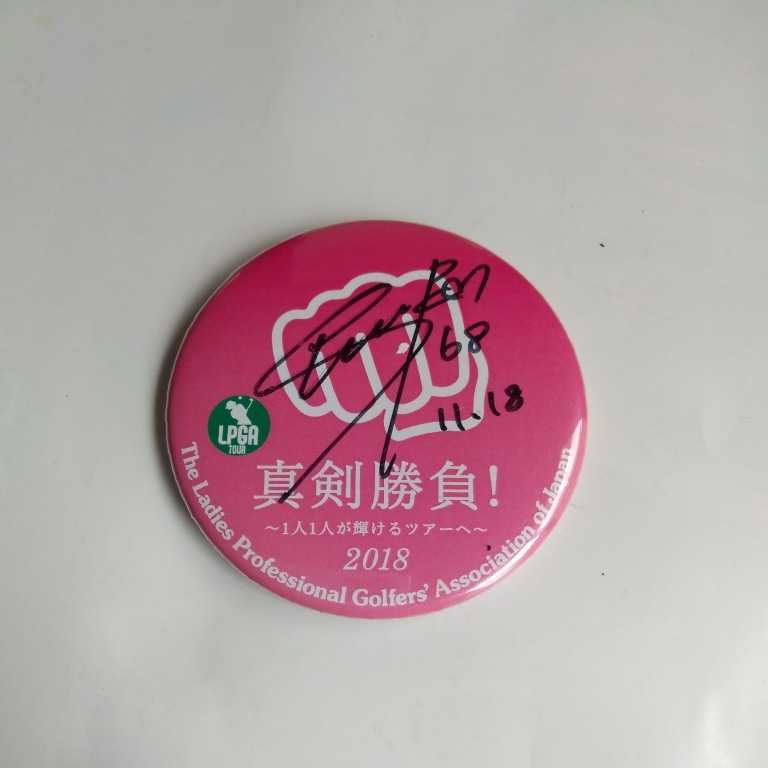 68
11.18
LPGA
TOUR
真剣勝負!
～1人1人が輝けるツアーへ～
2018
The Ladies Professional Golfers' Association of Japan